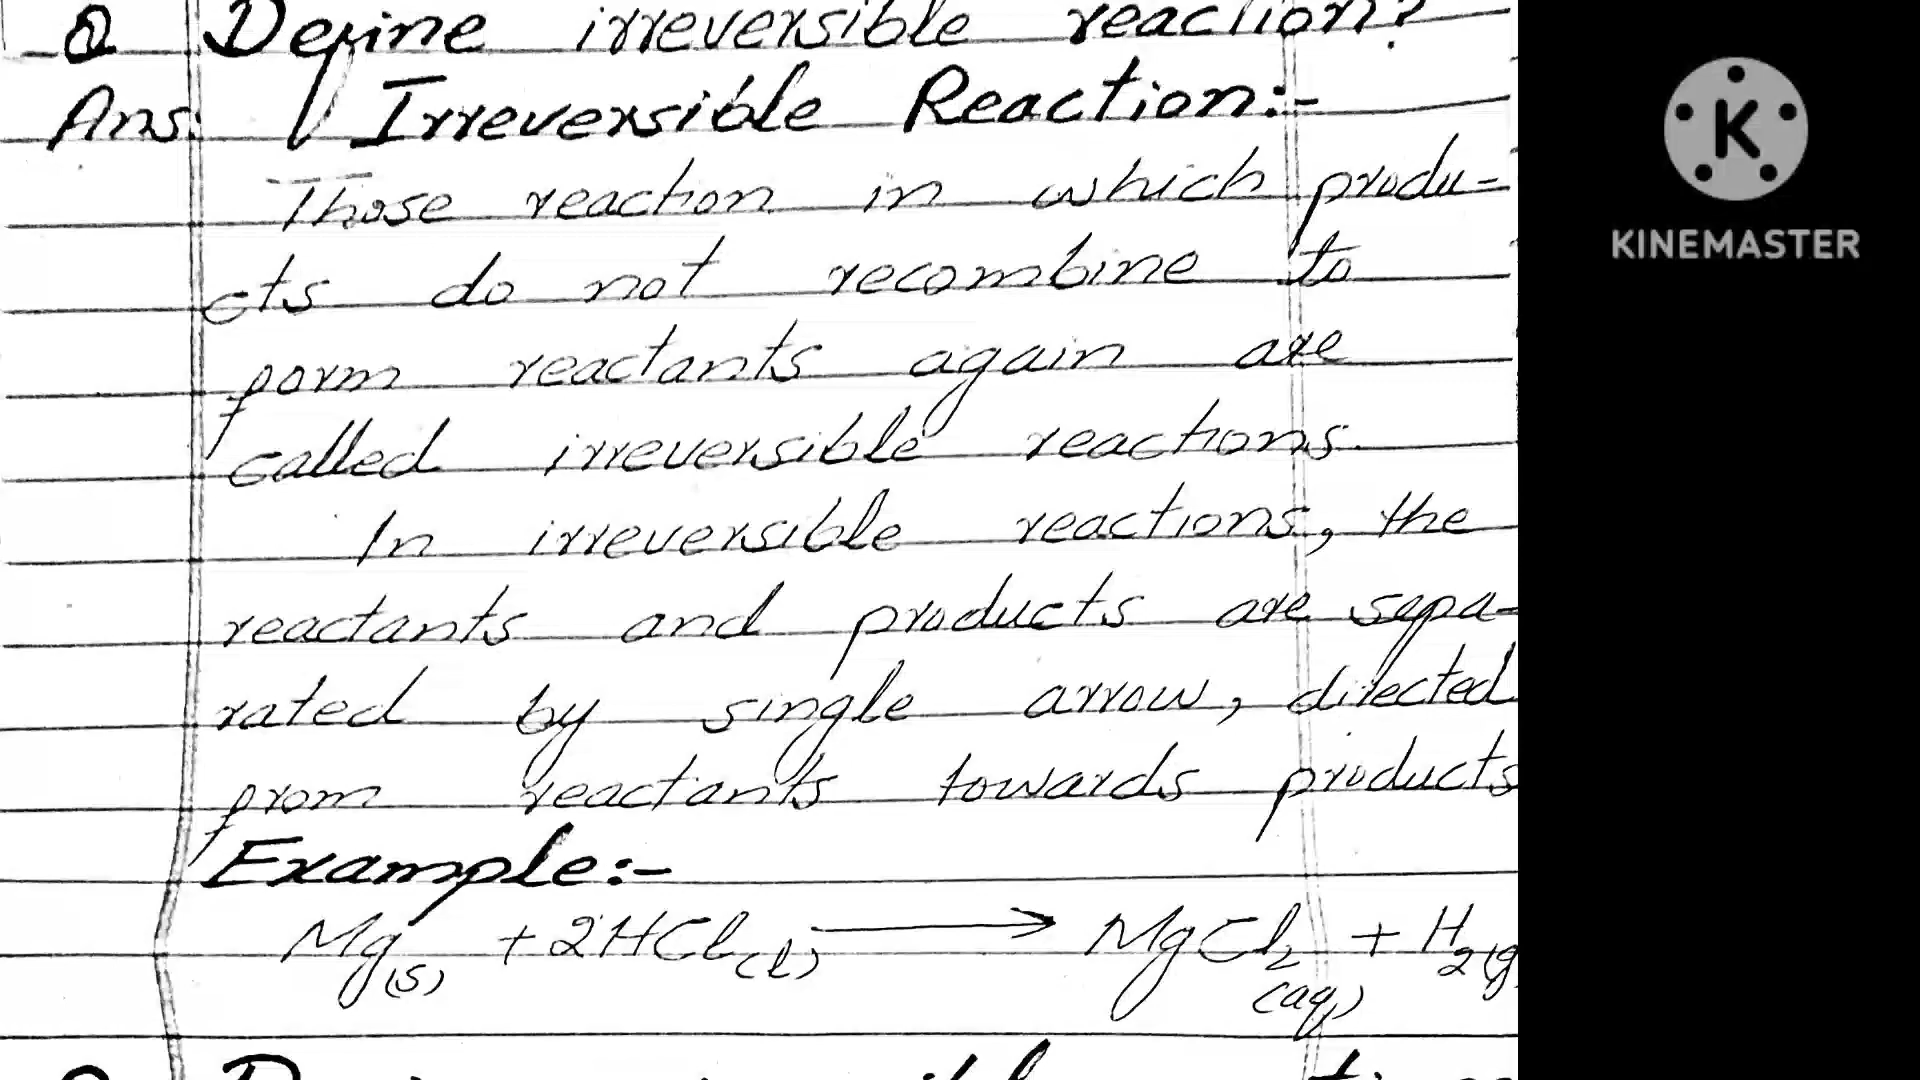 Q Define irreversible reaction?
Ans: Irreversible Reaction:-
Those reaction in which produ-
cts do not recombine to
form reactants again are
called irreversible reactions.
In irreversible reactions, the
reactants and products are sepa-
rated by single arrow, directed
from reactants towards products
Example:-
Mg(s) + 2HCl(l) ⟶ MgCl2(aq) + H2(g
KINEMASTER